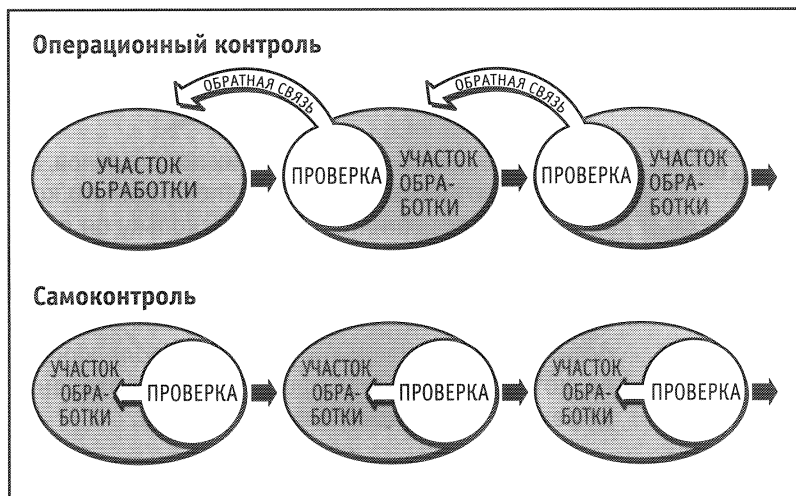 Операционный контроль
ОБРАТНАЯ СВЯЗЬ
ОБРАТНАЯ СВЯЗЬ
УЧАСТОК
ОБРАБОТКИ
ПРОВЕРКА
УЧАСТОК
ОБРА-
БОТКИ
ПРОВЕРКА
УЧАСТОК
ОБРА-
БОТКИ
Самоконтроль
УЧАСТОК
ОБРА-
БОТКИ
ПРОВЕРКА
УЧАСТОК
ОБРА-
БОТКИ
ПРОВЕРКА
УЧАСТОК
ОБРА-
БОТКИ
ПРОВЕРКА